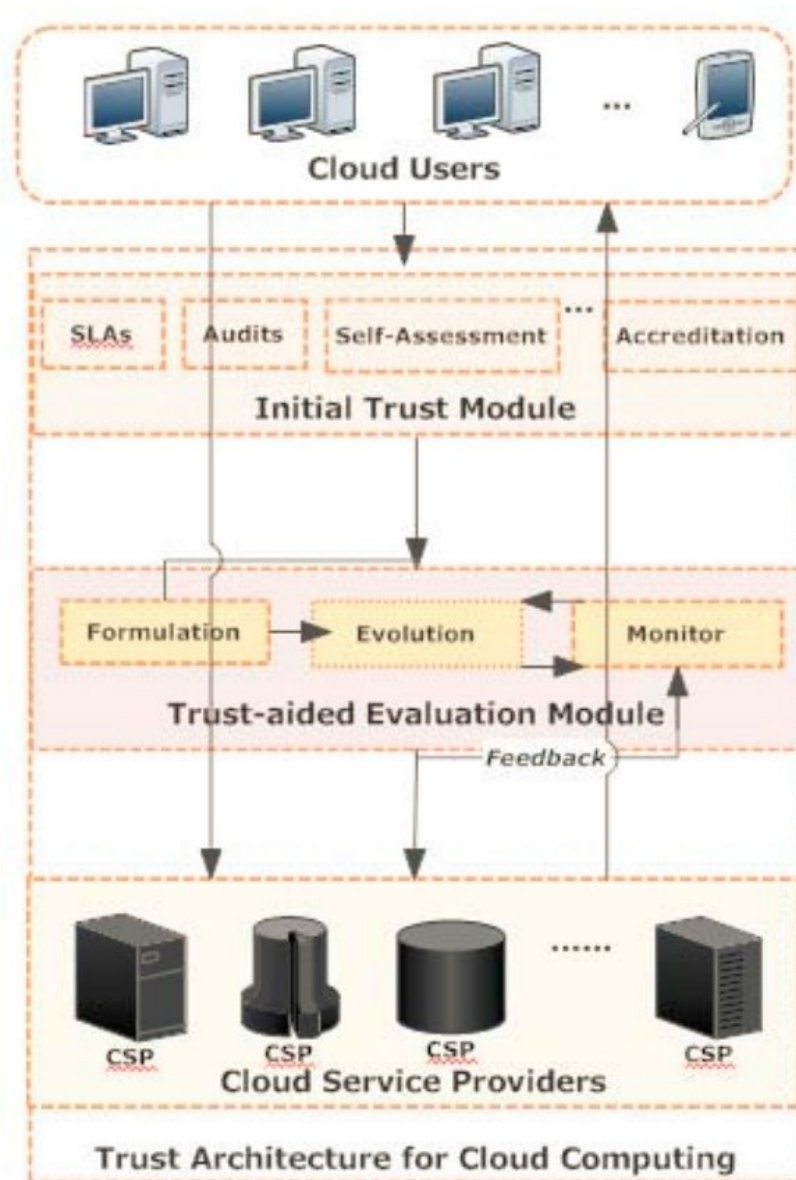 ...
Cloud Users
SLAs
Audits
Self-Assessment
...
Accreditation
Initial Trust Module
Formulation
Evolution
Monitor
Trust-aided Evaluation Module
Feedback
......
CSP
CSP
CSP
CSP
Cloud Service Providers
Trust Architecture for Cloud Computing